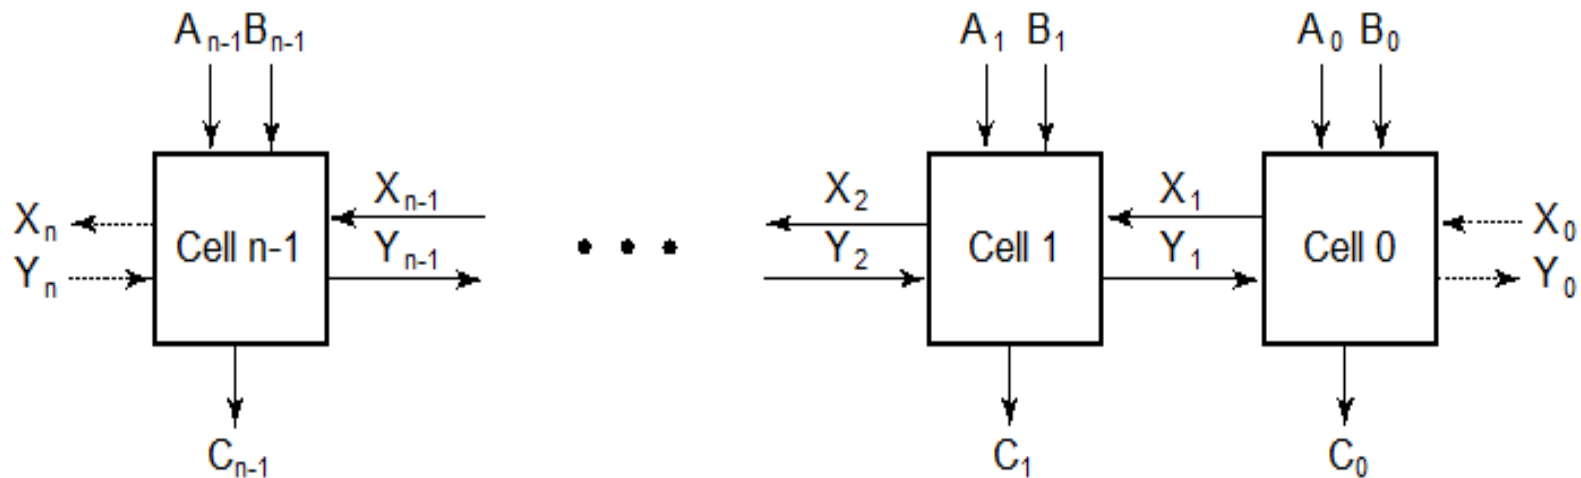 A n-1 B n-1 A 1 B 1 A 0 B 0
X n X n-1 X 2 X 1 X 0
Cell n-1 Cell 1 Cell 0
Y n Y n-1 Y 2 Y 1 Y 0
C n-1 C 1 C 0